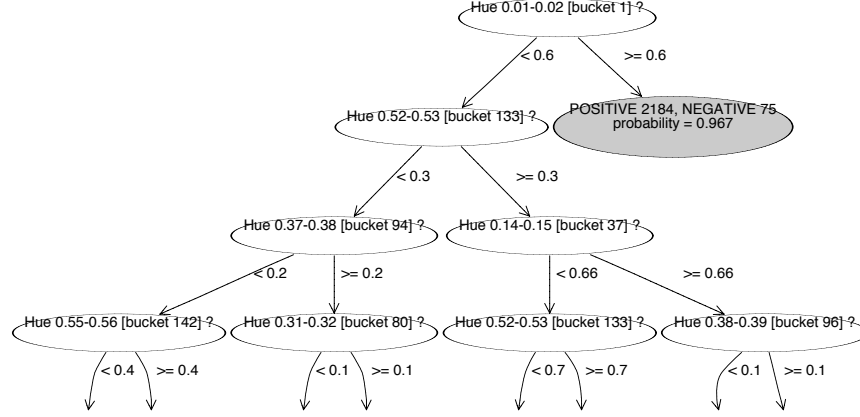 Hue 0.01-0.02 [bucket 1] ?
< 0.6
>= 0.6
Hue 0.52-0.53 [bucket 133] ?
POSITIVE 2184, NEGATIVE 75
probability = 0.967
< 0.3
>= 0.3
Hue 0.37-0.38 [bucket 94] ?
Hue 0.14-0.15 [bucket 37] ?
< 0.2
>= 0.2
< 0.66
>= 0.66
Hue 0.55-0.56 [bucket 142] ?
Hue 0.31-0.32 [bucket 80] ?
Hue 0.52-0.53 [bucket 133] ?
Hue 0.38-0.39 [bucket 96] ?
< 0.4
>= 0.4
< 0.1
>= 0.1
< 0.7
>= 0.7
< 0.1
>= 0.1